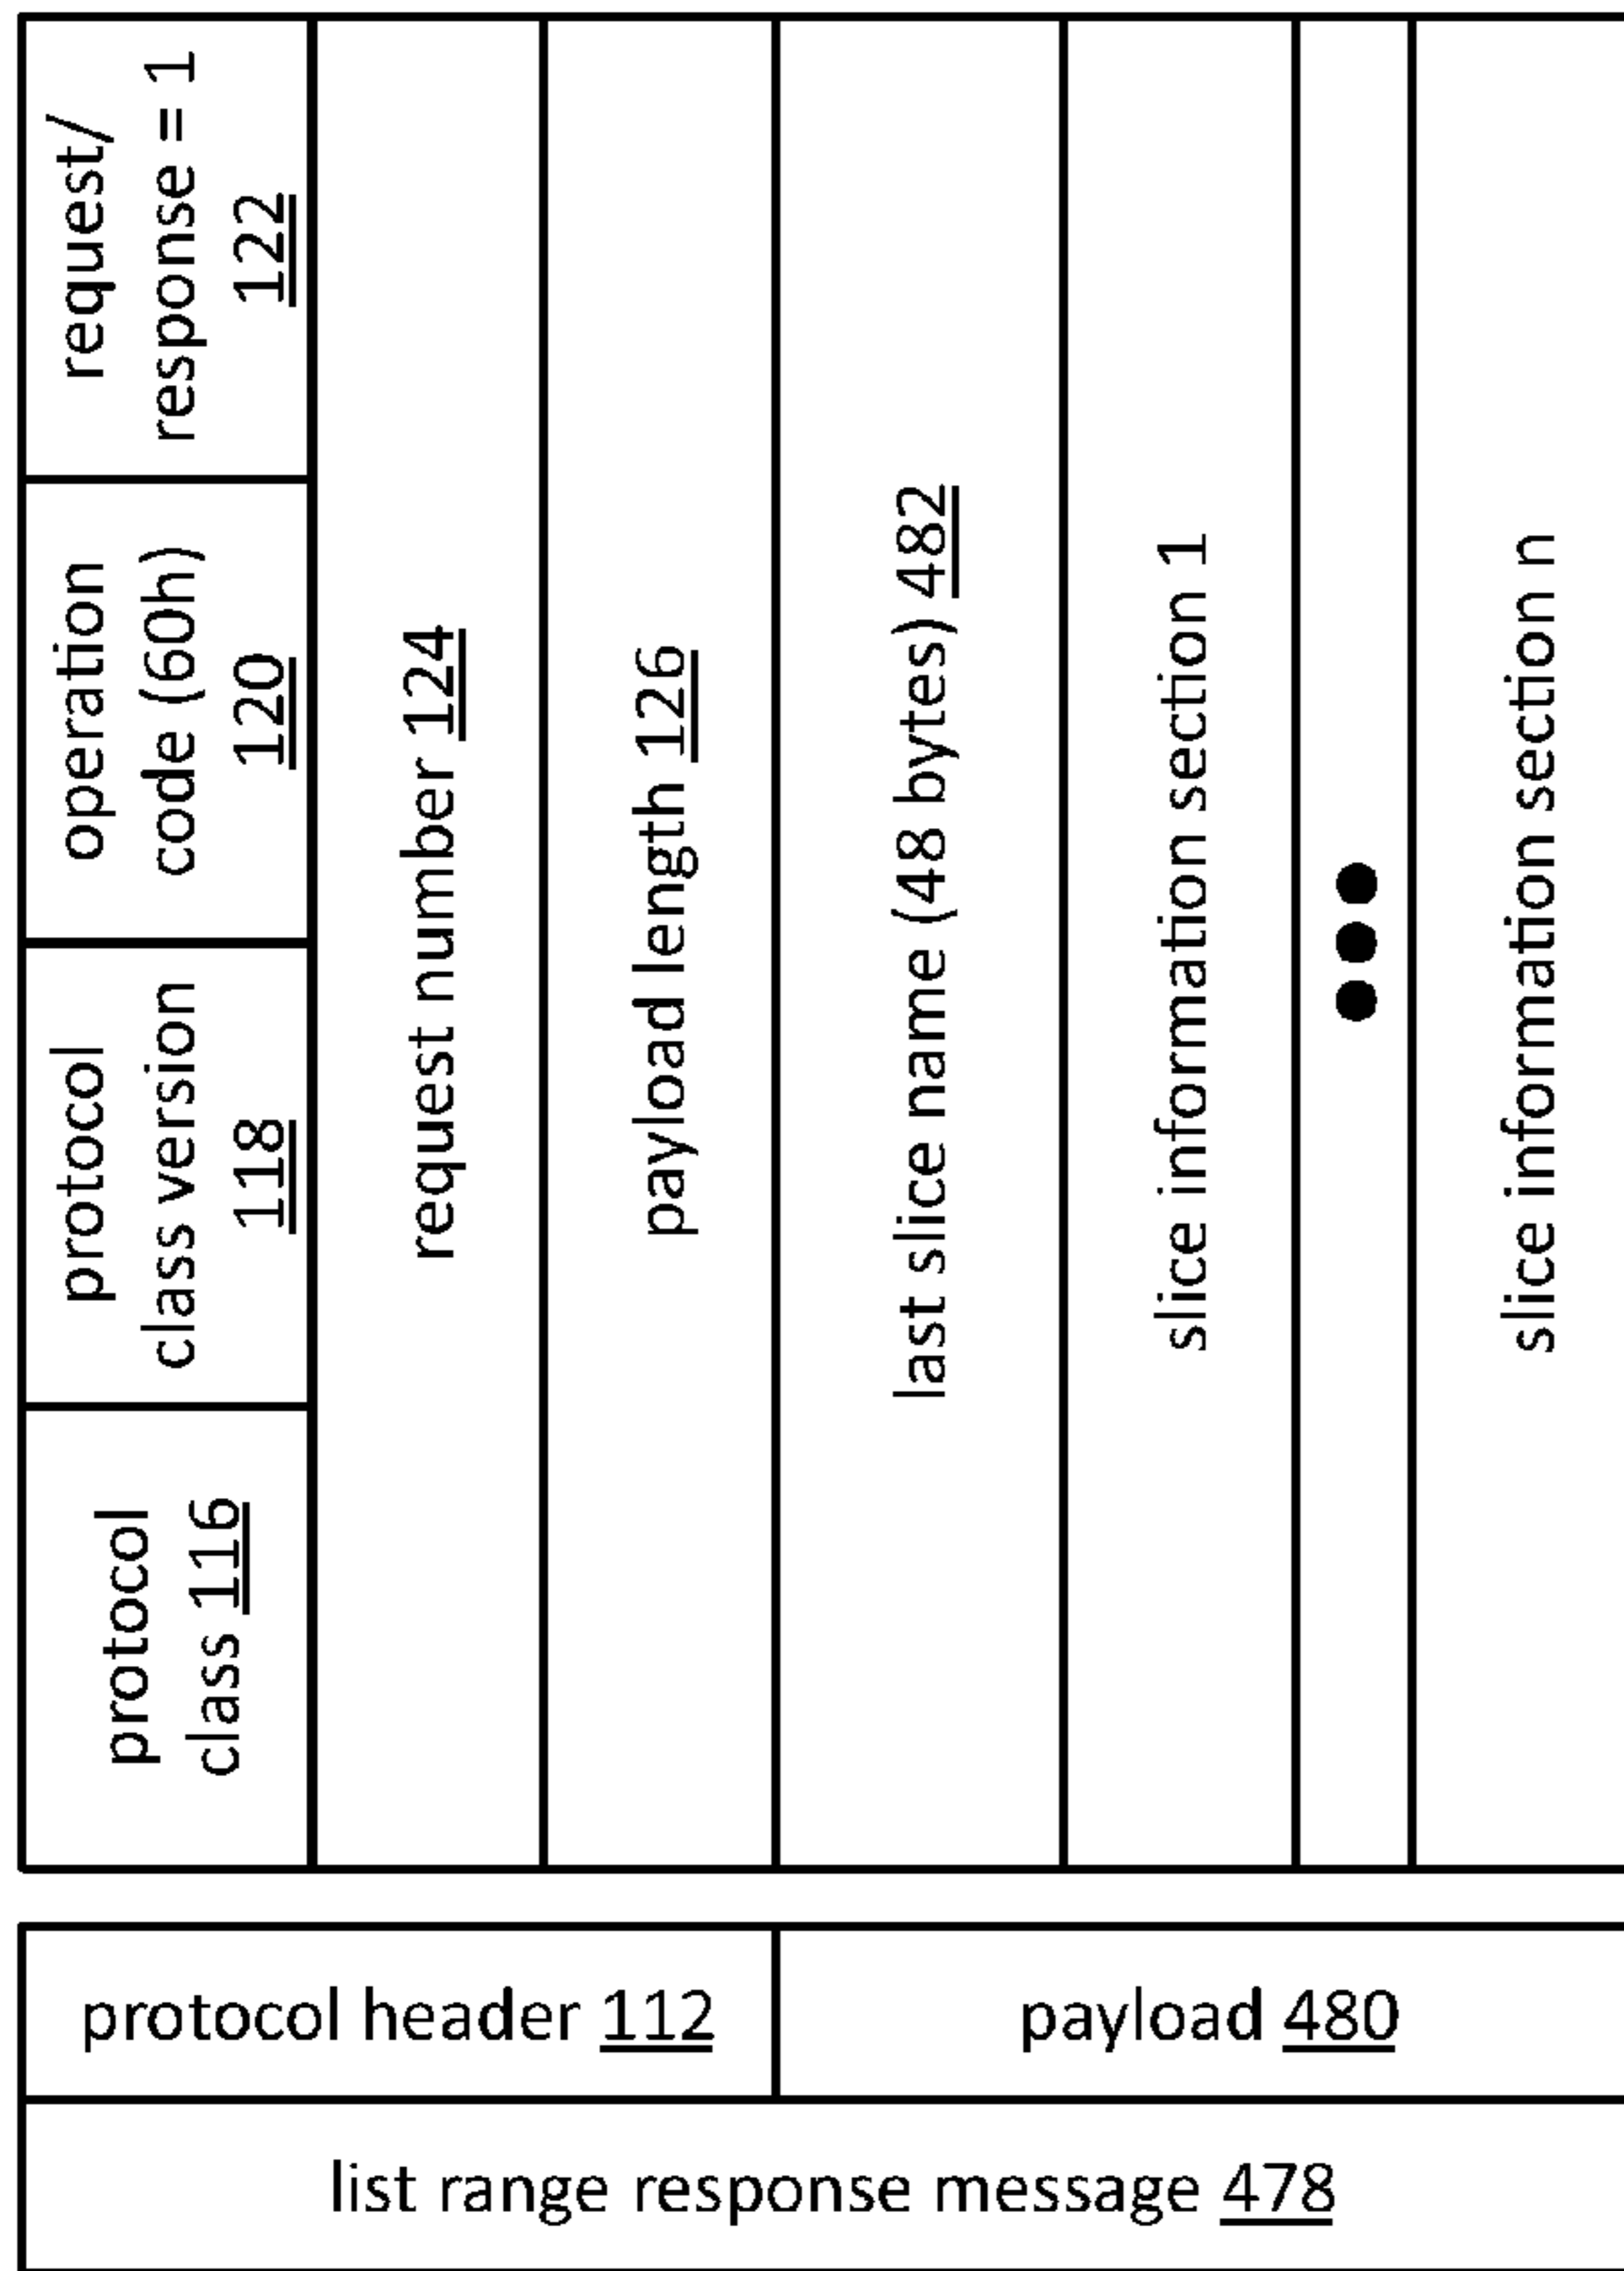 protocol
class 116
protocol
class version
118
operation
code (60h)
120
request/
response = 1
122
request number 124
payload length 126
last slice name (48 bytes) 482
slice information section 1
●●●
slice information section n
protocol header 112
payload 480
list range response message 478